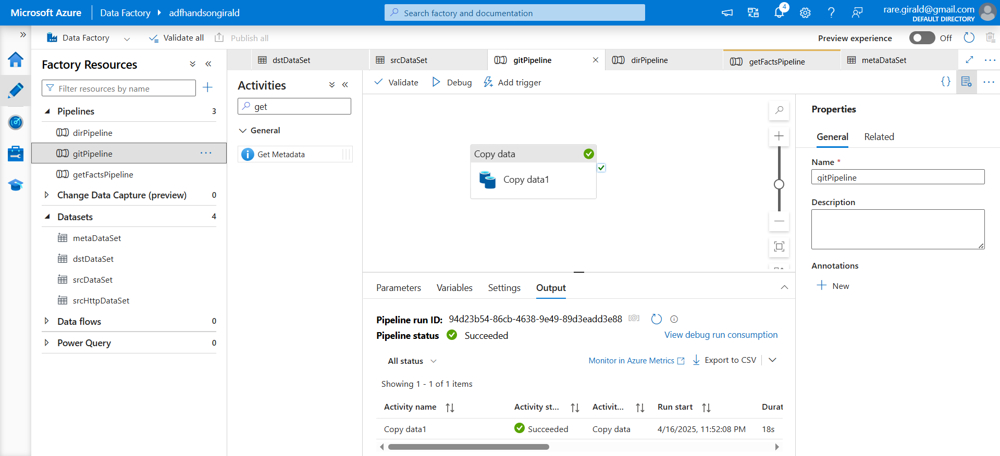 Microsoft Azure
Data Factory
adfhandsongirald
Search factory and documentation
4
rare.girald@gmail.com
DEFAULT DIRECTORY
Data Factory
Validate all
Publish all
Preview experience
Off
Factory Resources
Filter resources by name
Pipelines 3
dirPipeline
gitPipeline
getFactsPipeline
Change Data Capture (preview) 0
Datasets 4
metaDataSet
dstDataSet
srcDataSet
srcHttpDataSet
Data flows 0
Power Query 0
dstDataSet
srcDataSet
gitPipeline
dirPipeline
getFactsPipeline
metaDataSet
Activities
get
General
Get Metadata
Validate
Debug
Add trigger
{}
Copy data
Copy data1
Parameters
Variables
Settings
Output
Pipeline run ID: 94d23b54-86cb-4638-9e49-89d3eadd3e88 [@]
Pipeline status Succeeded
View debug run consumption
All status
Monitor in Azure Metrics
Export to CSV
Showing 1 - 1 of 1 items
Activity name Activity st... Activit... Run start Durat
Copy data1 Succeeded Copy data 4/16/2025, 11:52:08 PM 18s
Properties
General
Related
Name *
gitPipeline
Description
Annotations
New